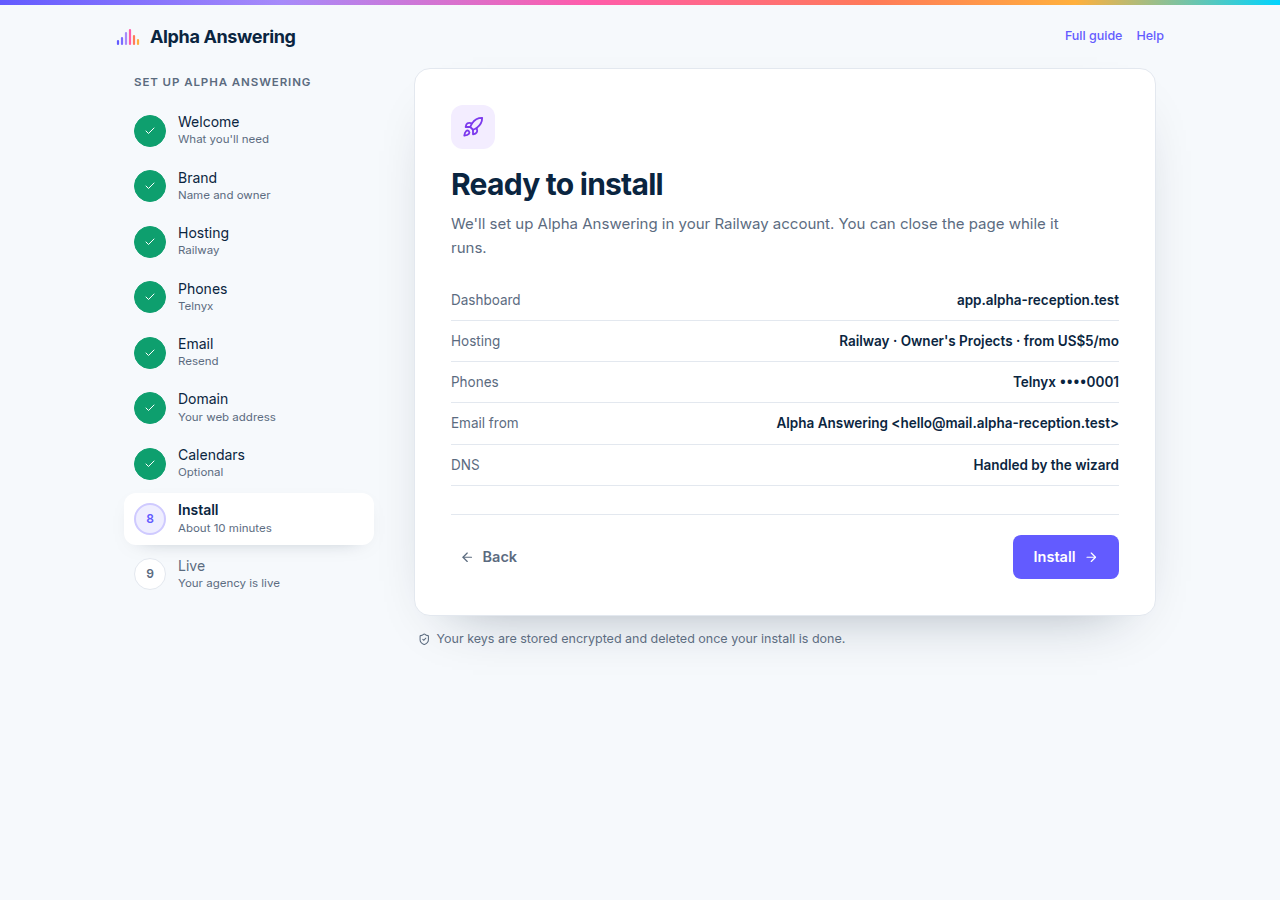 Alpha Answering
Full guide
Help
SET UP ALPHA ANSWERING
Welcome
What you'll need
Brand
Name and owner
Hosting
Railway
Phones
Telnyx
Email
Resend
Domain
Your web address
Calendars
Optional
8
Install
About 10 minutes
9
Live
Your agency is live
Ready to install
We'll set up Alpha Answering in your Railway account. You can close the page while it
runs.
Dashboard
app.alpha-reception.test
Hosting
Railway · Owner's Projects · from US$5/mo
Phones
Telnyx ••••0001
Email from
Alpha Answering <hello@mail.alpha-reception.test>
DNS
Handled by the wizard
Back
Install
Your keys are stored encrypted and deleted once your install is done.